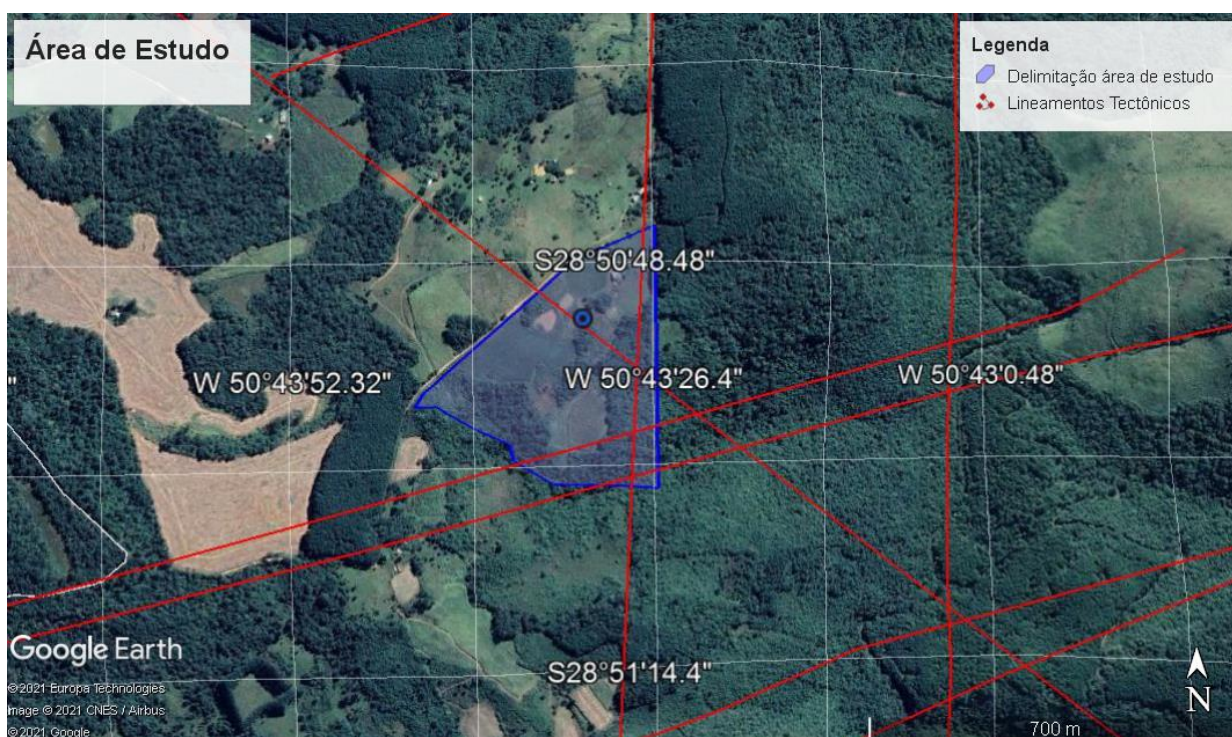 Área de Estudo
Legenda
Delimitação área de estudo
Lineamentos Tectônicos
S28°50'48.48"
"
W 50°43'52.32"
W 50°43'26.4"
W 50°43'0.48"
S28°51'14.4"
Google Earth
©2021 Europa Technologies
Image © 2021 CNES / Airbus
©2021 Google
N
700 m